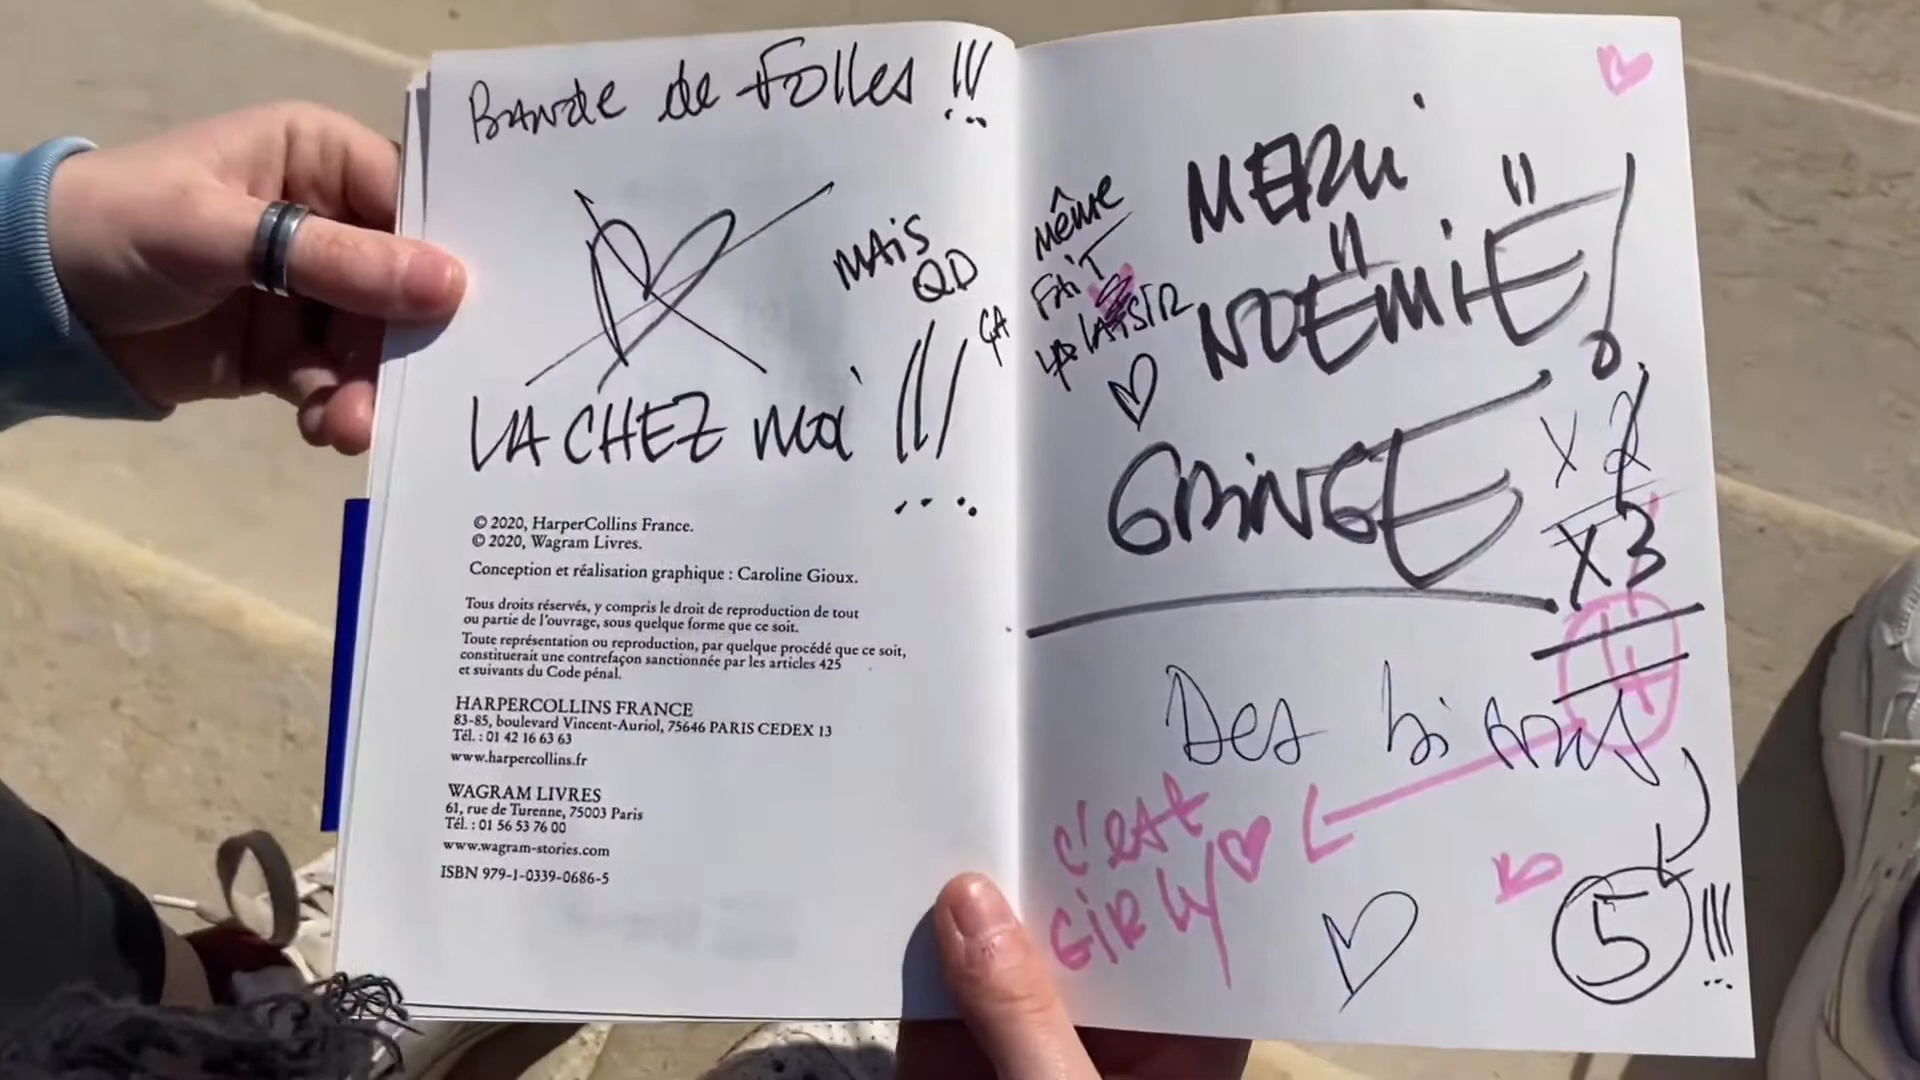 Bande de Folles !!!
LA CHEZ moi !!!
MAIS
QD
ÇA
même
FAIT
PLAISIR
© 2020, HarperCollins France.
© 2020, Wagram Livres.
Conception et réalisation graphique : Caroline Gioux.
Tous droits réservés, y compris le droit de reproduction de tout
ou partie de l'ouvrage, sous quelque forme que ce soit.
Toute représentation ou reproduction, par quelque procédé que ce soit,
constituerait une contrefaçon sanctionnée par les articles 425
et suivants du Code pénal.
HARPERCOLLINS FRANCE
83-85, boulevard Vincent-Auriol, 75646 PARIS CEDEX 13
Tél. : 01 42 16 63 63
www.harpercollins.fr
WAGRAM LIVRES
61, rue de Turenne, 75003 Paris
Tél. : 01 56 53 76 00
www.wagram-stories.com
ISBN 979-1-0339-0686-5
MERCI
NOËMIE !
GRINGE
X 2
X 3
Des bisous
c'est
GiRLy
5 !!!